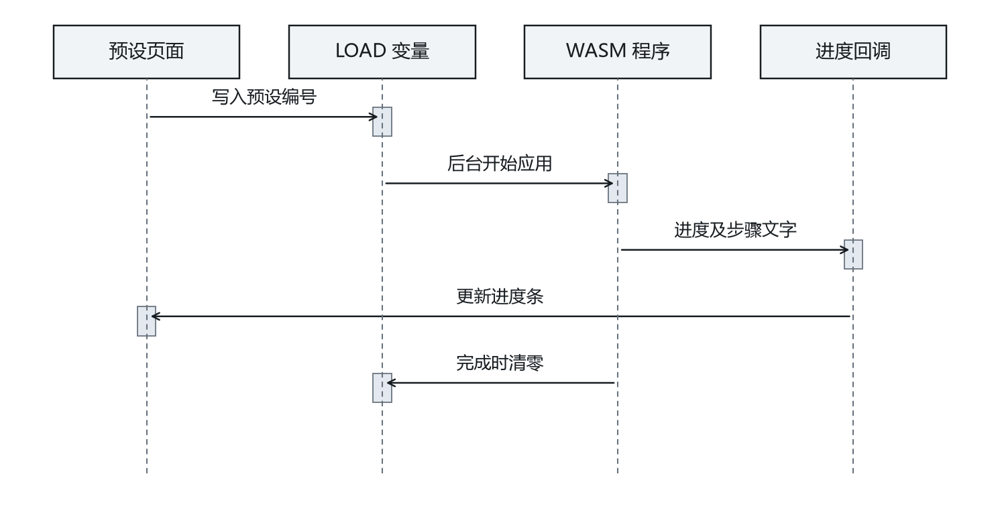 预设页面
LOAD 变量
WASM 程序
进度回调
写入预设编号
后台开始应用
进度及步骤文字
更新进度条
完成时清零